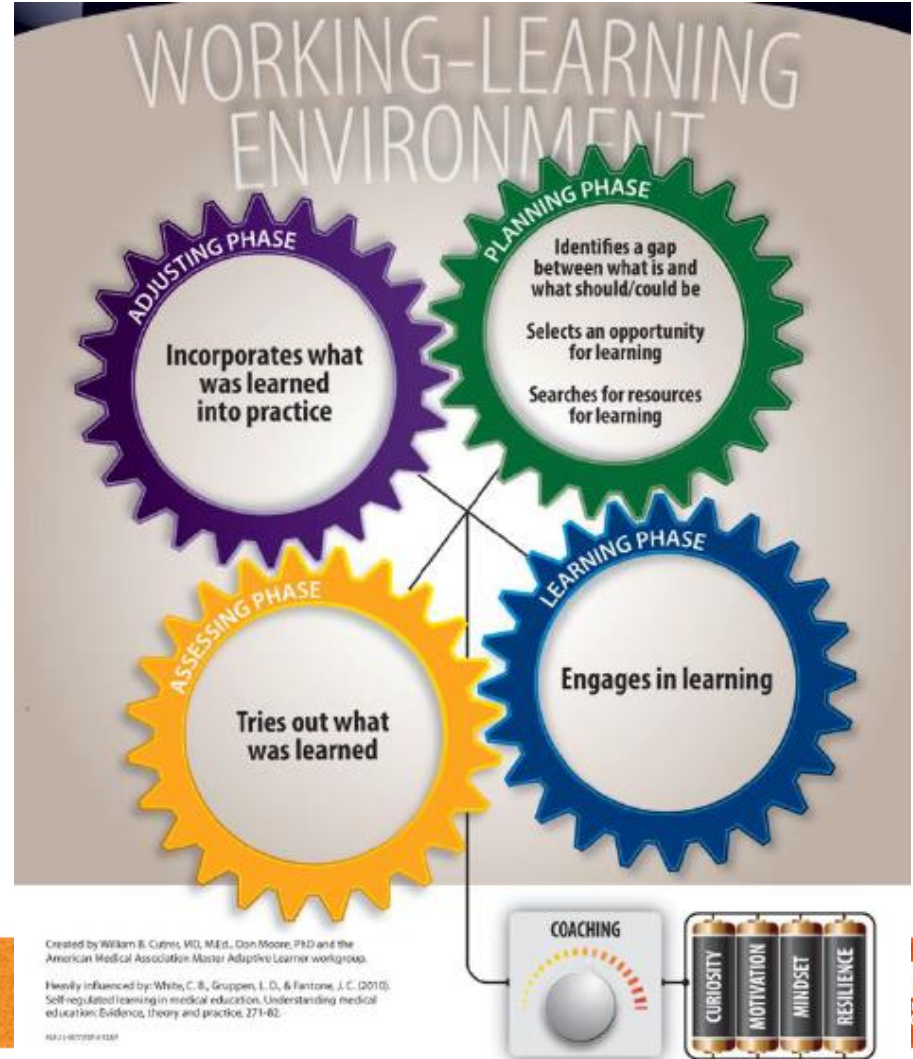 WORKING-LEARNING
ENVIRONMENT
ADJUSTING PHASE
Incorporates what
was learned
into practice
PLANNING PHASE
Identifies a gap
between what is and
what should/could be
Selects an opportunity
for learning
Searches for resources
for learning
LEARNING PHASE
Engages in learning
ASSESSING PHASE
Tries out what
was learned
COACHING
CURIOSITY
MOTIVATION
MINDSET
RESILIENCE
Created by William B. Cutrer, MD, M.Ed., Don Moore, PhD and the
American Medical Association Master Adaptive Learner workgroup.
Heavily influenced by: White, C. B., Gruppen, L. D., & Fantone, J. C. (2010).
Self-regulated learning in medical education. Understanding medical
education: Evidence, theory and practice, 271-82.